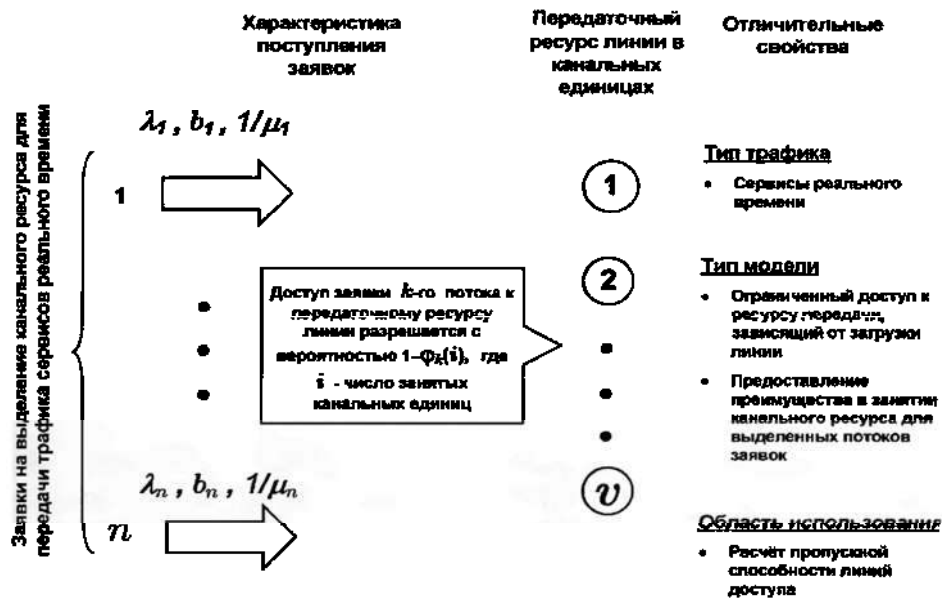 Характеристика
поступления
заявок
Передаточный
ресурс линии в
канальных
единицах
Отличительные
свойства
Заявки на выделение канального ресурса для
передачи трафика сервисов реального времени
λ₁ , b₁ , 1/μ₁
1
1
2
v
Доступ заявки k-го потока к
передаточному ресурсу
линии разрешается с
вероятностью 1–φₖ(i), где
i - число занятых
канальных единиц
λₙ , bₙ , 1/μₙ
n
Тип трафика
• Сервисы реального
времени
Тип модели
• Ограниченный доступ к
ресурсу передачи,
зависящий от загрузки
линии
• Предоставление
преимущества в занятии
канального ресурса для
выделенных потоков
заявок
Область использования
• Расчёт пропускной
способности линий
доступа